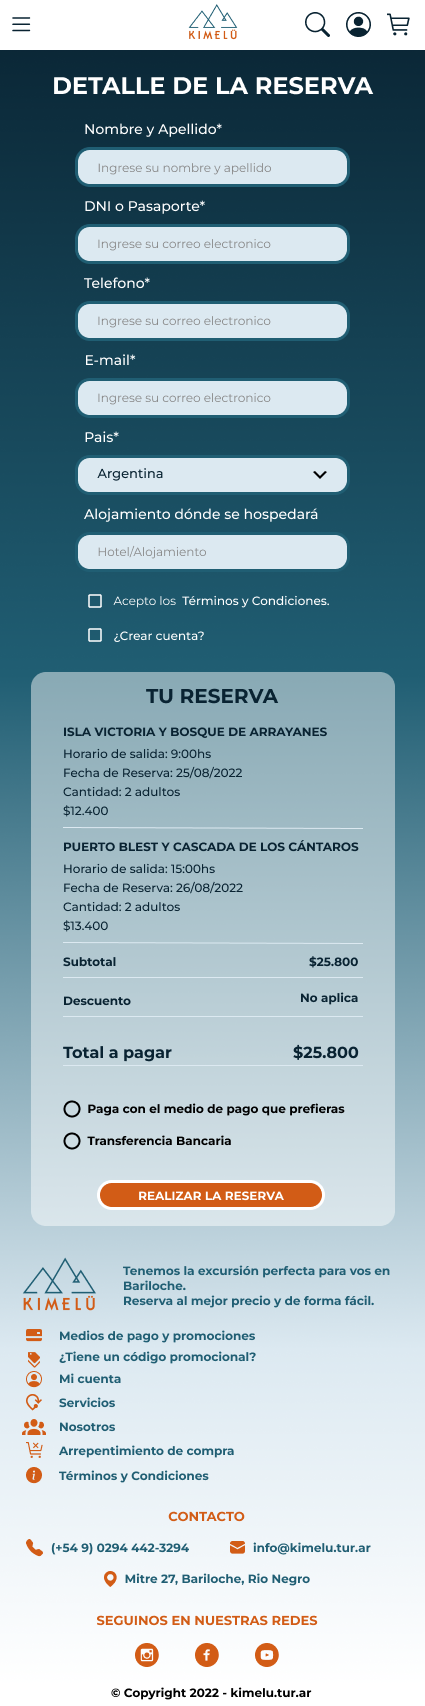 KIMELÜ
DETALLE DE LA RESERVA
Nombre y Apellido*
Ingrese su nombre y apellido
DNI o Pasaporte*
Ingrese su correo electronico
Telefono*
Ingrese su correo electronico
E-mail*
Ingrese su correo electronico
Pais*
Argentina
Alojamiento dónde se hospedará
Hotel/Alojamiento
Acepto los Términos y Condiciones.
¿Crear cuenta?
TU RESERVA
ISLA VICTORIA Y BOSQUE DE ARRAYANES
Horario de salida: 9:00hs
Fecha de Reserva: 25/08/2022
Cantidad: 2 adultos
$12.400
PUERTO BLEST Y CASCADA DE LOS CÁNTAROS
Horario de salida: 15:00hs
Fecha de Reserva: 26/08/2022
Cantidad: 2 adultos
$13.400
Subtotal $25.800
Descuento No aplica
Total a pagar $25.800
Paga con el medio de pago que prefieras
Transferencia Bancaria
REALIZAR LA RESERVA
KIMELÜ
Tenemos la excursión perfecta para vos en
Bariloche.
Reserva al mejor precio y de forma fácil.
Medios de pago y promociones
¿Tiene un código promocional?
Mi cuenta
Servicios
Nosotros
Arrepentimiento de compra
Términos y Condiciones
CONTACTO
(+54 9) 0294 442-3294 info@kimelu.tur.ar
Mitre 27, Bariloche, Rio Negro
SEGUINOS EN NUESTRAS REDES
© Copyright 2022 - kimelu.tur.ar